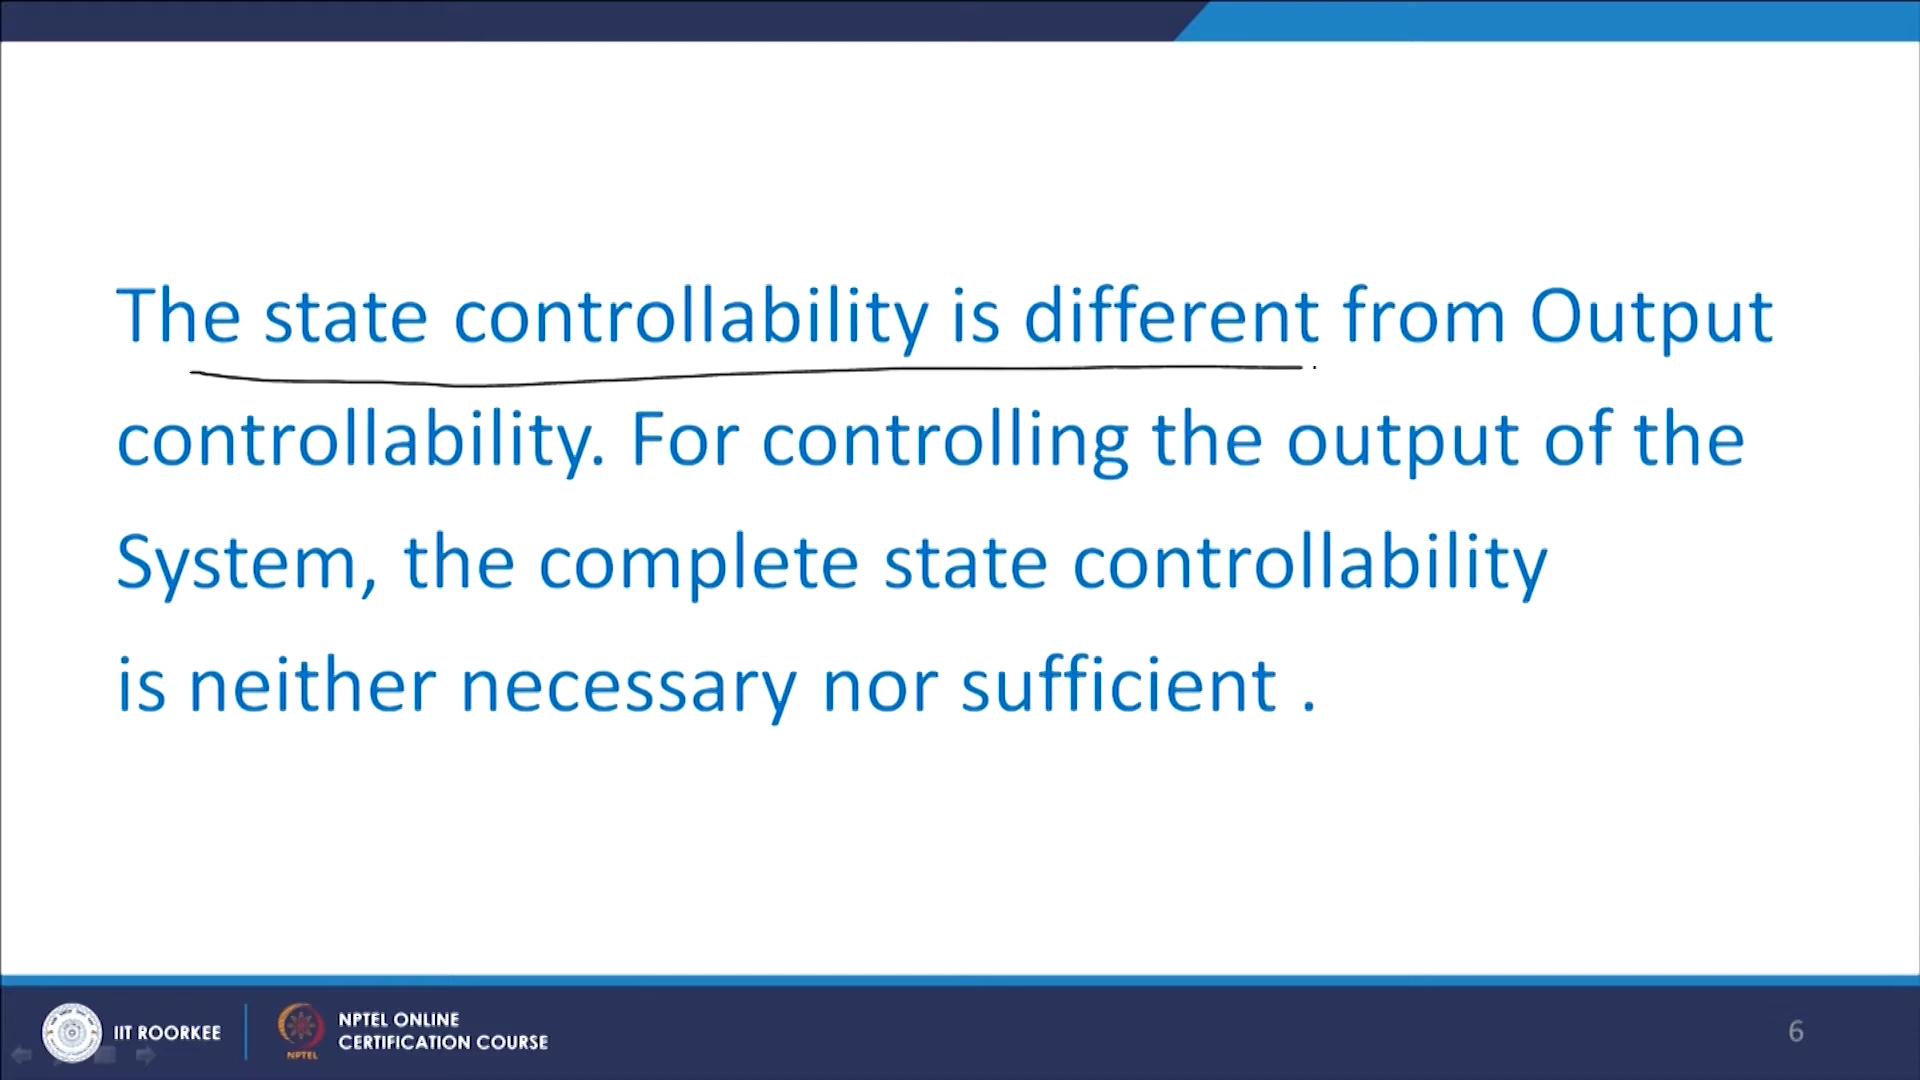 The state controllability is different from Output
controllability. For controlling the output of the
System, the complete state controllability
is neither necessary nor sufficient .
IIT ROORKEE
NPTEL
NPTEL ONLINE
CERTIFICATION COURSE
6